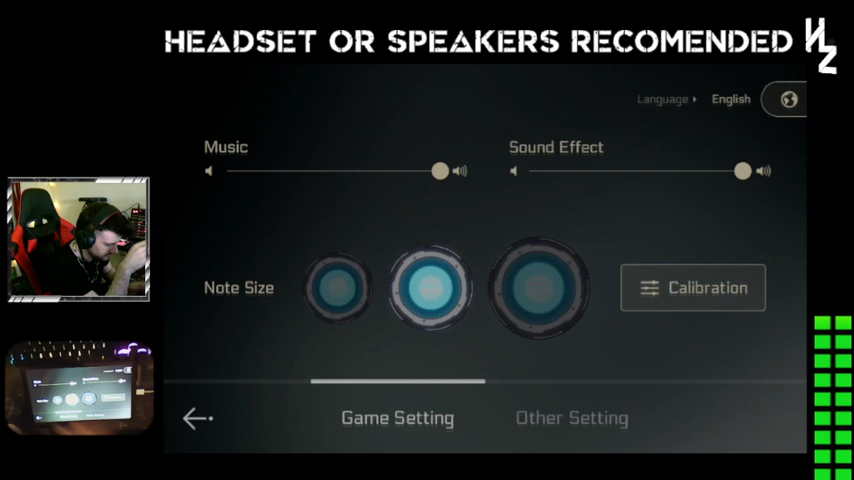 HEADSET OR SPEAKERS RECOMENDED
Language English
Music
Sound Effect
Note Size
Calibration
Game Setting
Other Setting